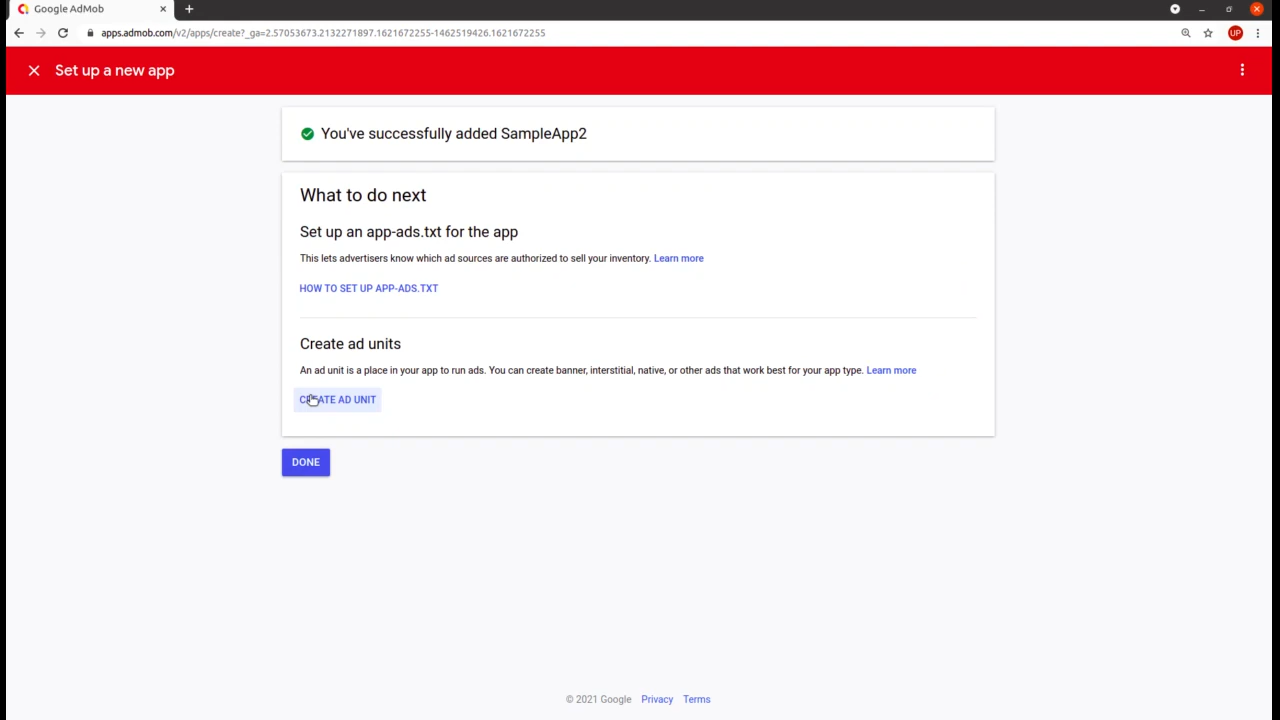 Google AdMob
apps.admob.com/v2/apps/create?_ga=2.57053673.2132271897.1621672255-1462519426.1621672255
UP
Set up a new app
You've successfully added SampleApp2
What to do next
Set up an app-ads.txt for the app
This lets advertisers know which ad sources are authorized to sell your inventory. Learn more
HOW TO SET UP APP-ADS.TXT
Create ad units
An ad unit is a place in your app to run ads. You can create banner, interstitial, native, or other ads that work best for your app type. Learn more
CREATE AD UNIT
DONE
© 2021 Google Privacy Terms